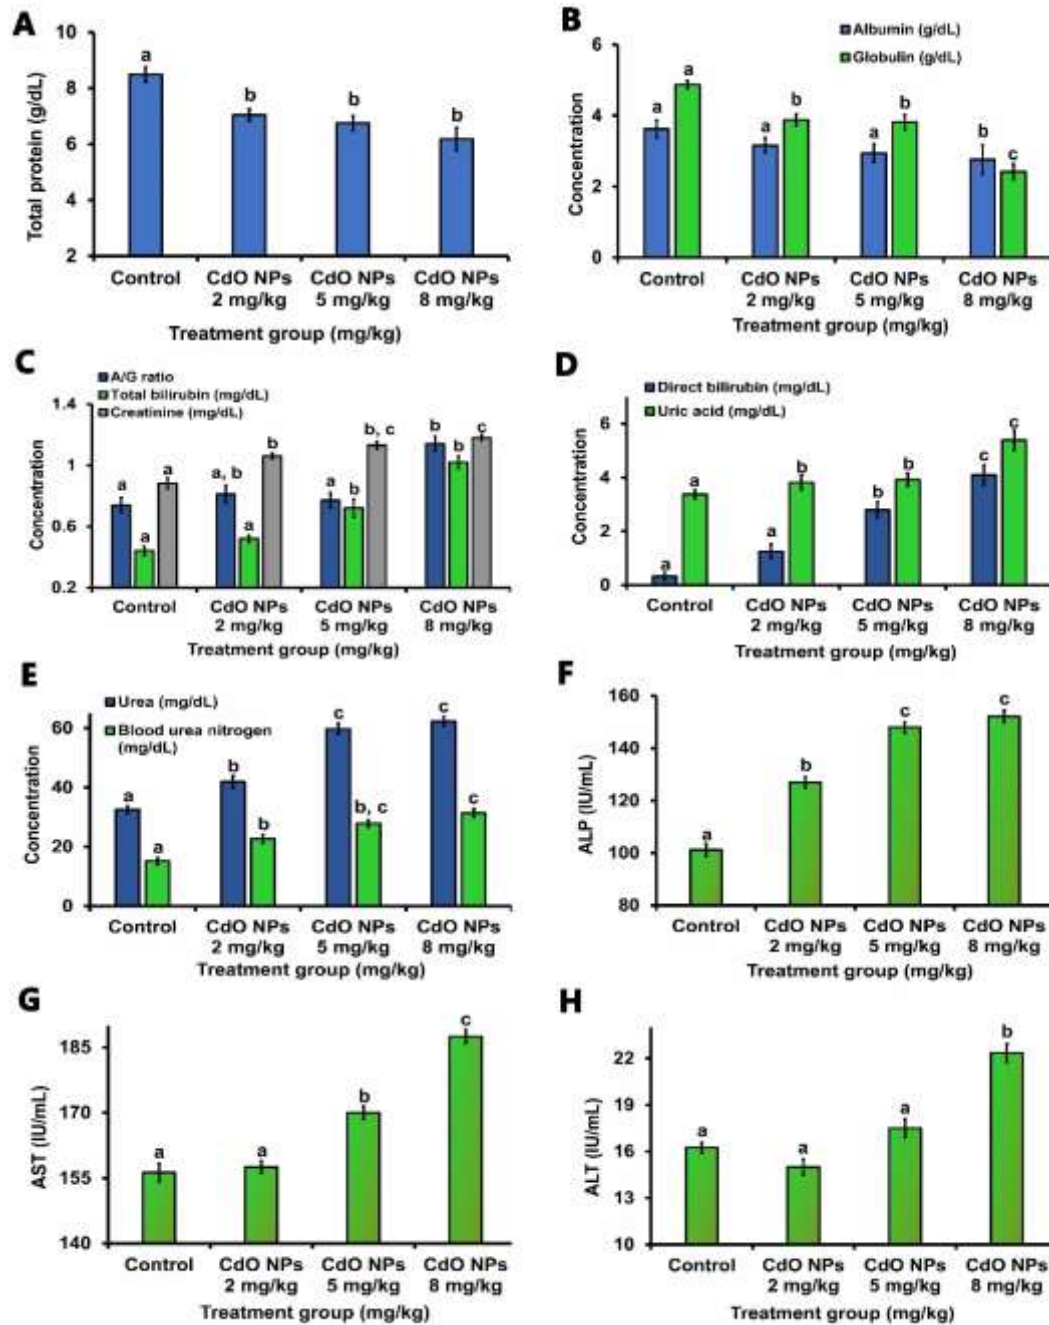 A
Total protein (g/dL)
10
8
6
4
2
a
b
b
b
Control
CdO NPs 2 mg/kg
CdO NPs 5 mg/kg
CdO NPs 8 mg/kg
Treatment group (mg/kg)
B
Albumin (g/dL)
Globulin (g/dL)
Concentration
6
4
2
0
a
a
a
b
a
b
b
c
Control
CdO NPs 2 mg/kg
CdO NPs 5 mg/kg
CdO NPs 8 mg/kg
Treatment group (mg/kg)
C
A/G ratio
Total bilirubin (mg/dL)
Creatinine (mg/dL)
Concentration
1.4
1
0.6
0.2
a
a
a
a, b
a
b
a
b
b, c
b
b
c
Control
CdO NPs 2 mg/kg
CdO NPs 5 mg/kg
CdO NPs 8 mg/kg
Treatment group (mg/kg)
D
Direct bilirubin (mg/dL)
Uric acid (mg/dL)
Concentration
6
4
2
0
a
a
a
b
b
b
c
c
Control
CdO NPs 2 mg/kg
CdO NPs 5 mg/kg
CdO NPs 8 mg/kg
Treatment group (mg/kg)
E
Urea (mg/dL)
Blood urea nitrogen
(mg/dL)
Concentration
60
40
20
0
a
a
b
b
c
b, c
c
c
Control
CdO NPs 2 mg/kg
CdO NPs 5 mg/kg
CdO NPs 8 mg/kg
Treatment group (mg/kg)
F
ALP (IU/mL)
160
140
120
100
80
a
b
c
c
Control
CdO NPs 2 mg/kg
CdO NPs 5 mg/kg
CdO NPs 8 mg/kg
Treatment group (mg/kg)
G
AST (IU/mL)
185
170
155
140
a
a
b
c
Control
CdO NPs 2 mg/kg
CdO NPs 5 mg/kg
CdO NPs 8 mg/kg
Treatment group (mg/kg)
H
ALT (IU/mL)
22
19
16
13
10
a
a
a
b
Control
CdO NPs 2 mg/kg
CdO NPs 5 mg/kg
CdO NPs 8 mg/kg
Treatment group (mg/kg)